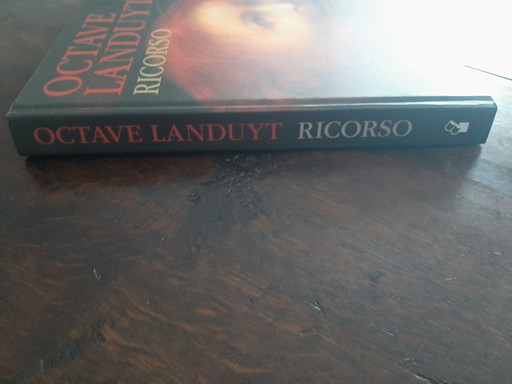 OCTAVE
LANDUYT
RICORSO
OCTAVE LANDUYT RICORSO